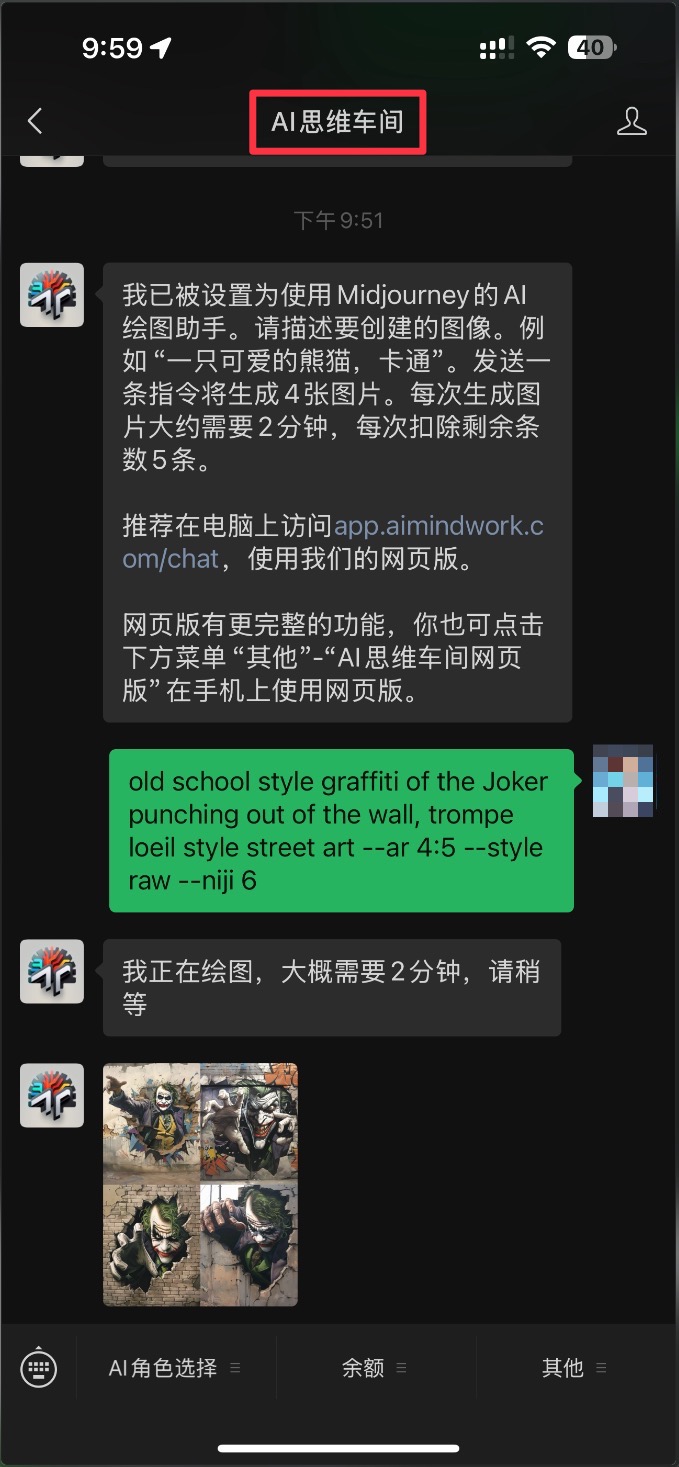 9:59
40
AI思维车间
下午9:51
我已被设置为使用Midjourney的AI
绘图助手。请描述要创建的图像。例
如“一只可爱的熊猫，卡通”。发送一
条指令将生成4张图片。每次生成图
片大约需要2分钟，每次扣除剩余条
数5条。
推荐在电脑上访问app.aimindwork.c
om/chat，使用我们的网页版。
网页版有更完整的功能，你也可点击
下方菜单“其他”-“AI思维车间网页
版”在手机上使用网页版。
old school style graffiti of the Joker
punching out of the wall, trompe
loeil style street art --ar 4:5 --style
raw --niji 6
我正在绘图，大概需要2分钟，请稍
等
AI角色选择
余额
其他